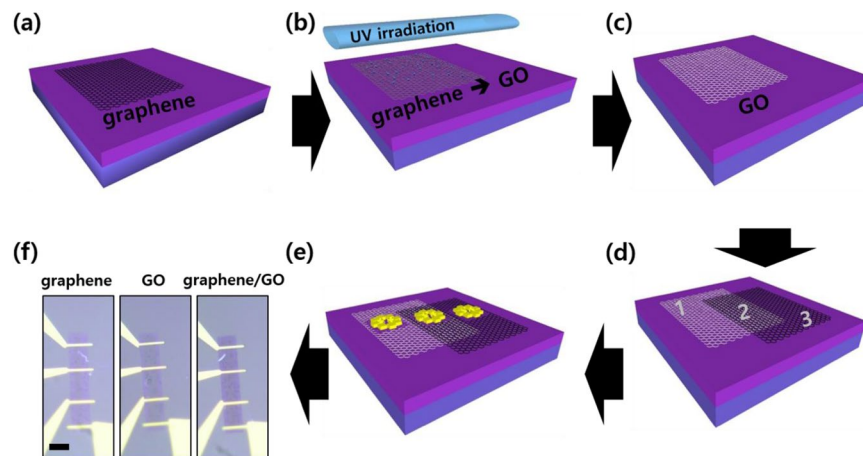 (a)
graphene
(b)
UV irradiation
graphene → GO
(c)
GO
(f)
graphene GO graphene/GO
(e)
(d)
1
2
3